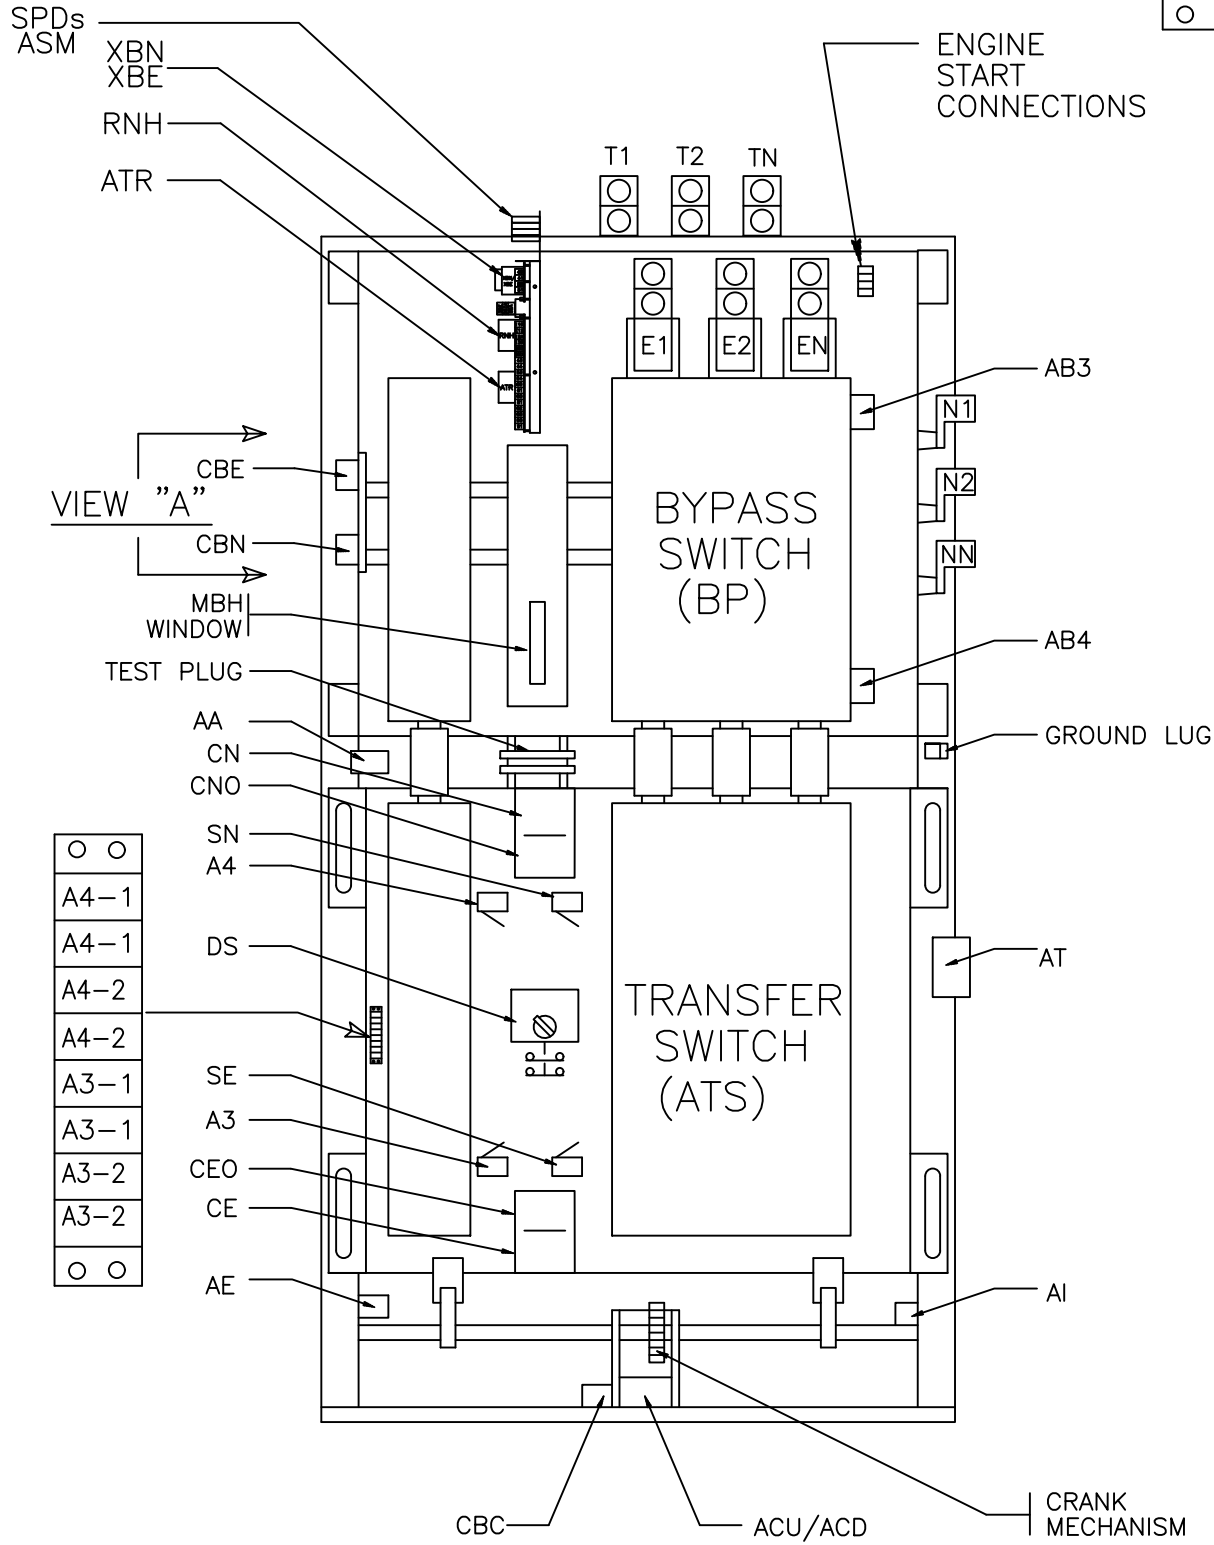 SPDs
ASM
XBN
XBE
RNH
ATR
ENGINE
START
CONNECTIONS
T1 T2 TN
RNH
ATR
E1 E2 EN
AB3
N1
N2
NN
CBE
VIEW "A"
CBN
BYPASS
SWITCH
(BP)
MBH
WINDOW
TEST PLUG
AB4
AA
CN
CNO
GROUND LUG
SN
A4
A4-1
A4-1
A4-2
A4-2
A3-1
A3-1
A3-2
A3-2
DS
AT
TRANSFER
SWITCH
(ATS)
SE
A3
CEO
CE
AE
AI
CBC
ACU/ACD
CRANK
MECHANISM